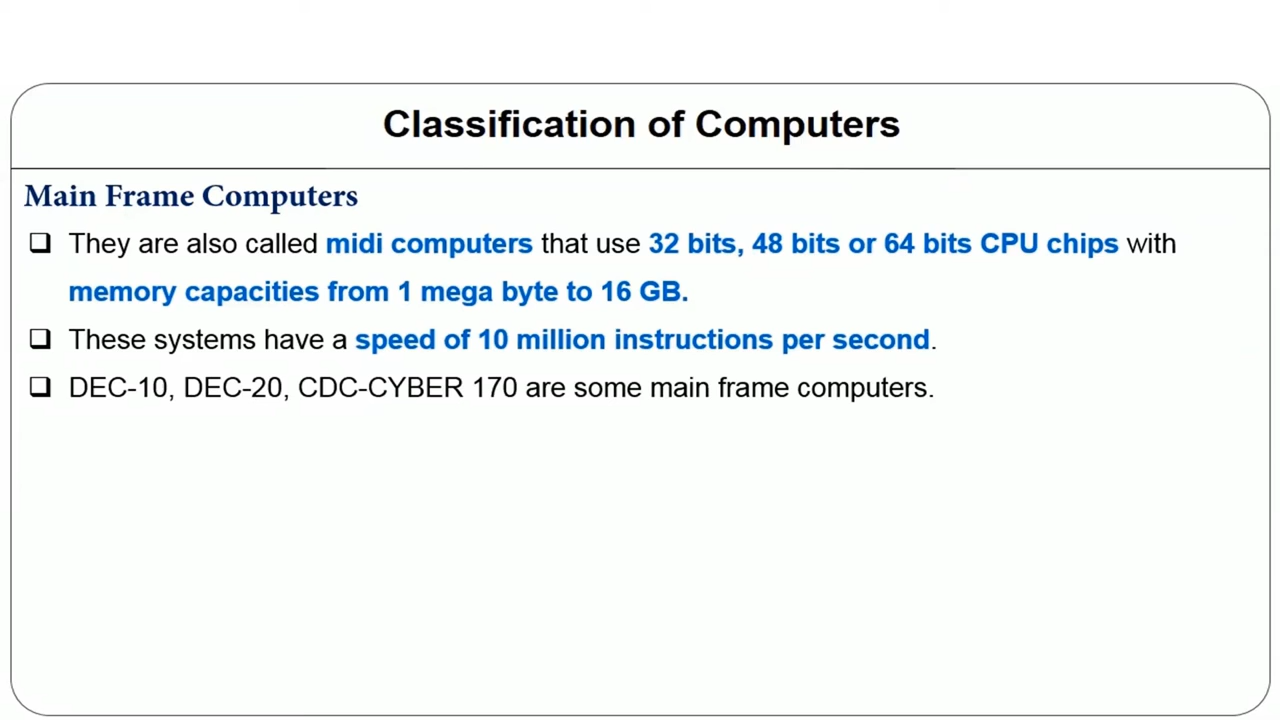 Classification of Computers
Main Frame Computers
❑ They are also called midi computers that use 32 bits, 48 bits or 64 bits CPU chips with
memory capacities from 1 mega byte to 16 GB.
❑ These systems have a speed of 10 million instructions per second.
❑ DEC-10, DEC-20, CDC-CYBER 170 are some main frame computers.